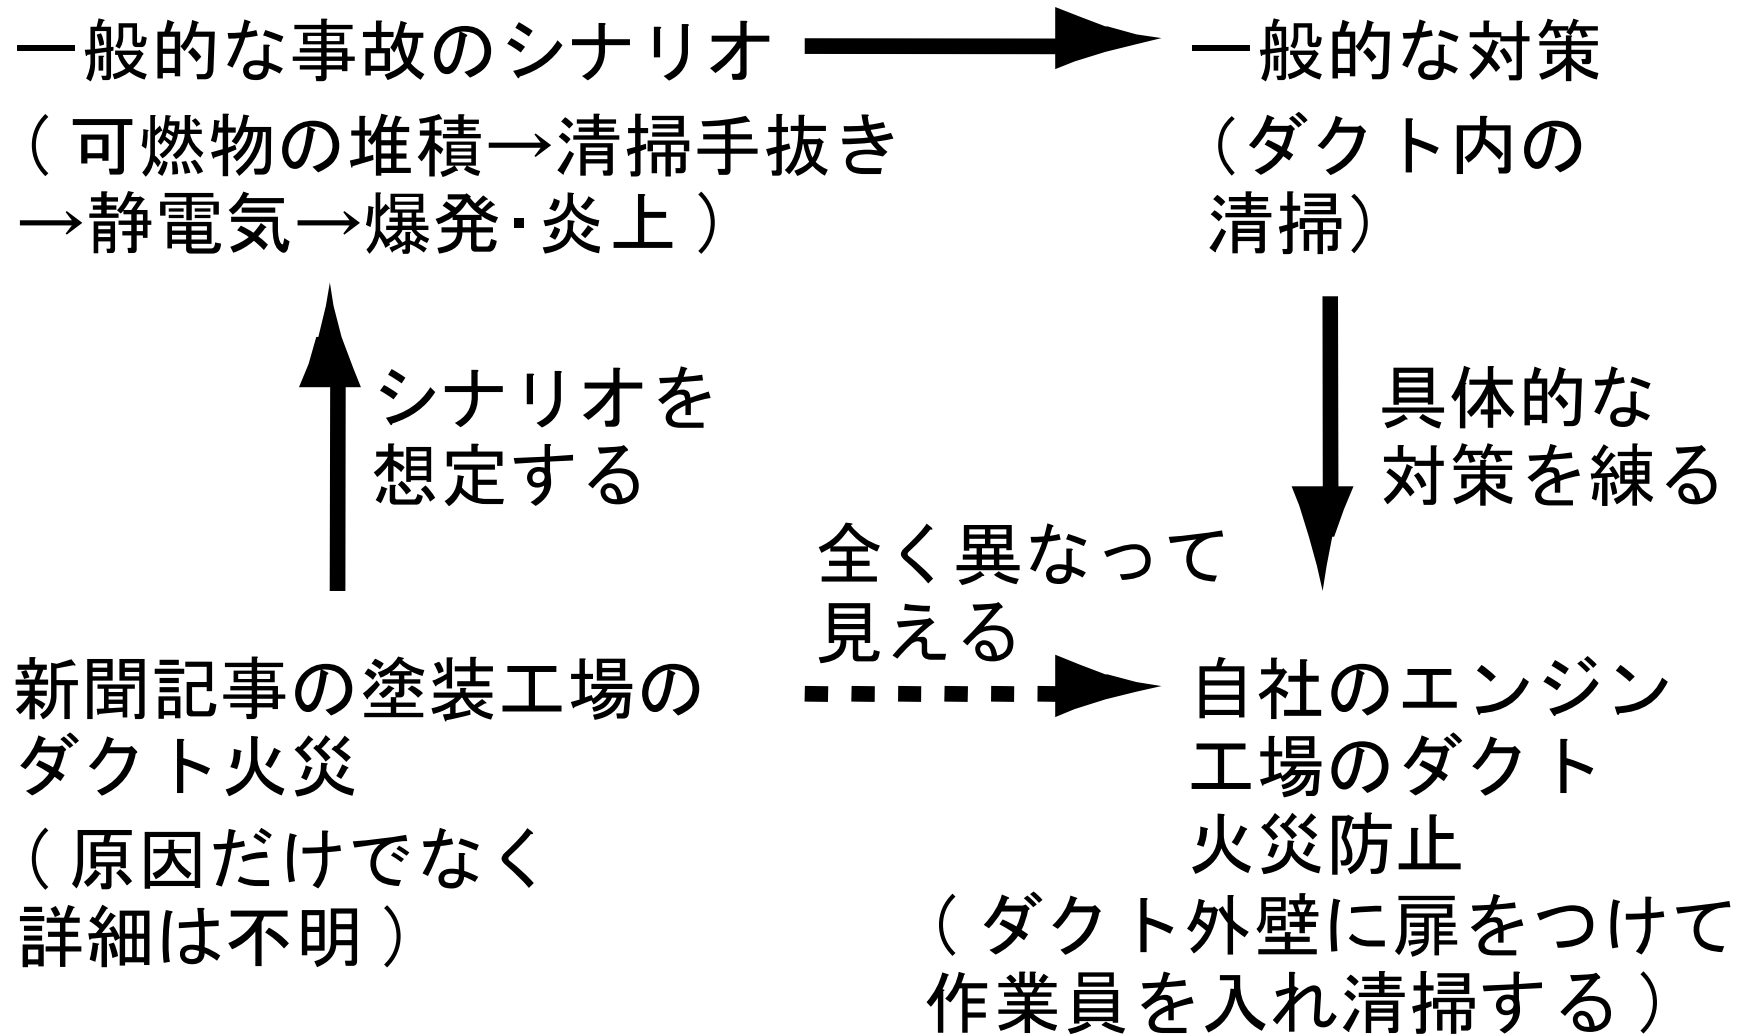 一般的な事故のシナリオ
（可燃物の堆積→清掃手抜き
→静電気→爆発・炎上）
一般的な対策
（ダクト内の
清掃）
シナリオを
想定する
具体的な
対策を練る
全く異なって
見える
新聞記事の塗装工場の
ダクト火災
（原因だけでなく
詳細は不明）
自社のエンジン
工場のダクト
火災防止
（ダクト外壁に扉をつけて
作業員を入れ清掃する）